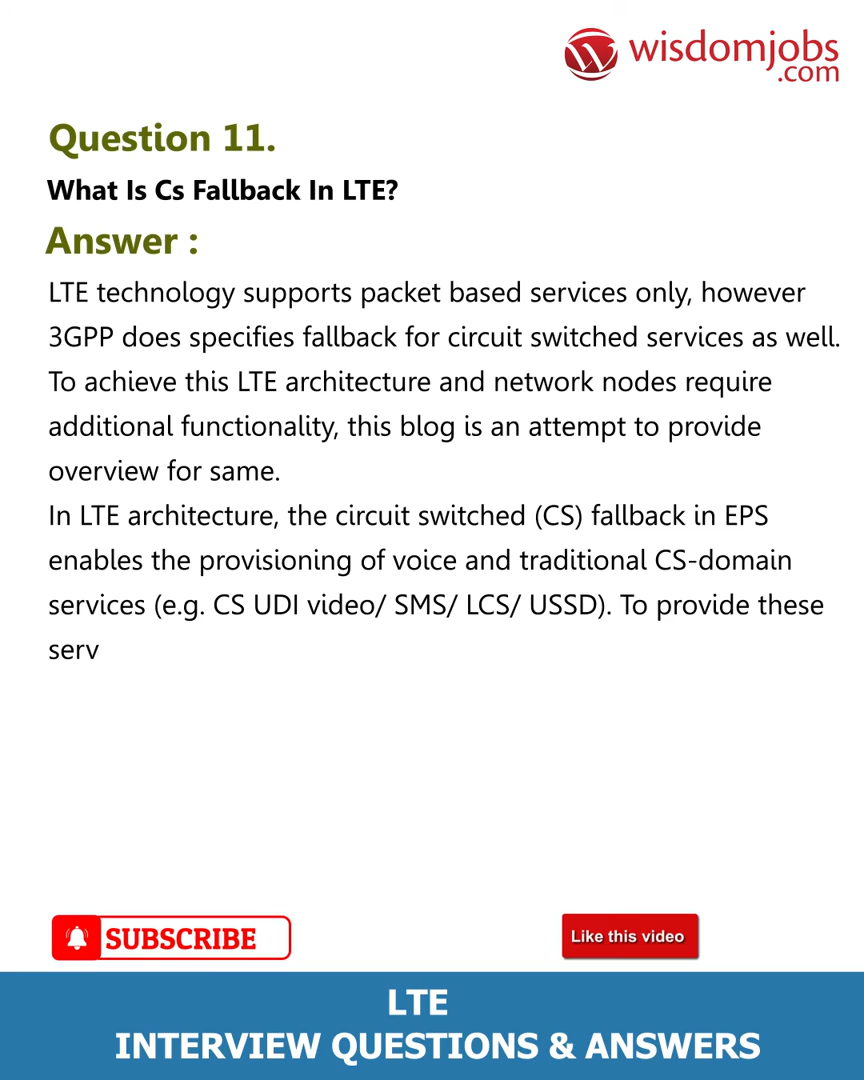 wisdomjobs
.com
Question 11.
What Is Cs Fallback In LTE?
Answer :
LTE technology supports packet based services only, however
3GPP does specifies fallback for circuit switched services as well.
To achieve this LTE architecture and network nodes require
additional functionality, this blog is an attempt to provide
overview for same.
In LTE architecture, the circuit switched (CS) fallback in EPS
enables the provisioning of voice and traditional CS-domain
services (e.g. CS UDI video/ SMS/ LCS/ USSD). To provide these
serv
SUBSCRIBE
Like this video
LTE
INTERVIEW QUESTIONS & ANSWERS